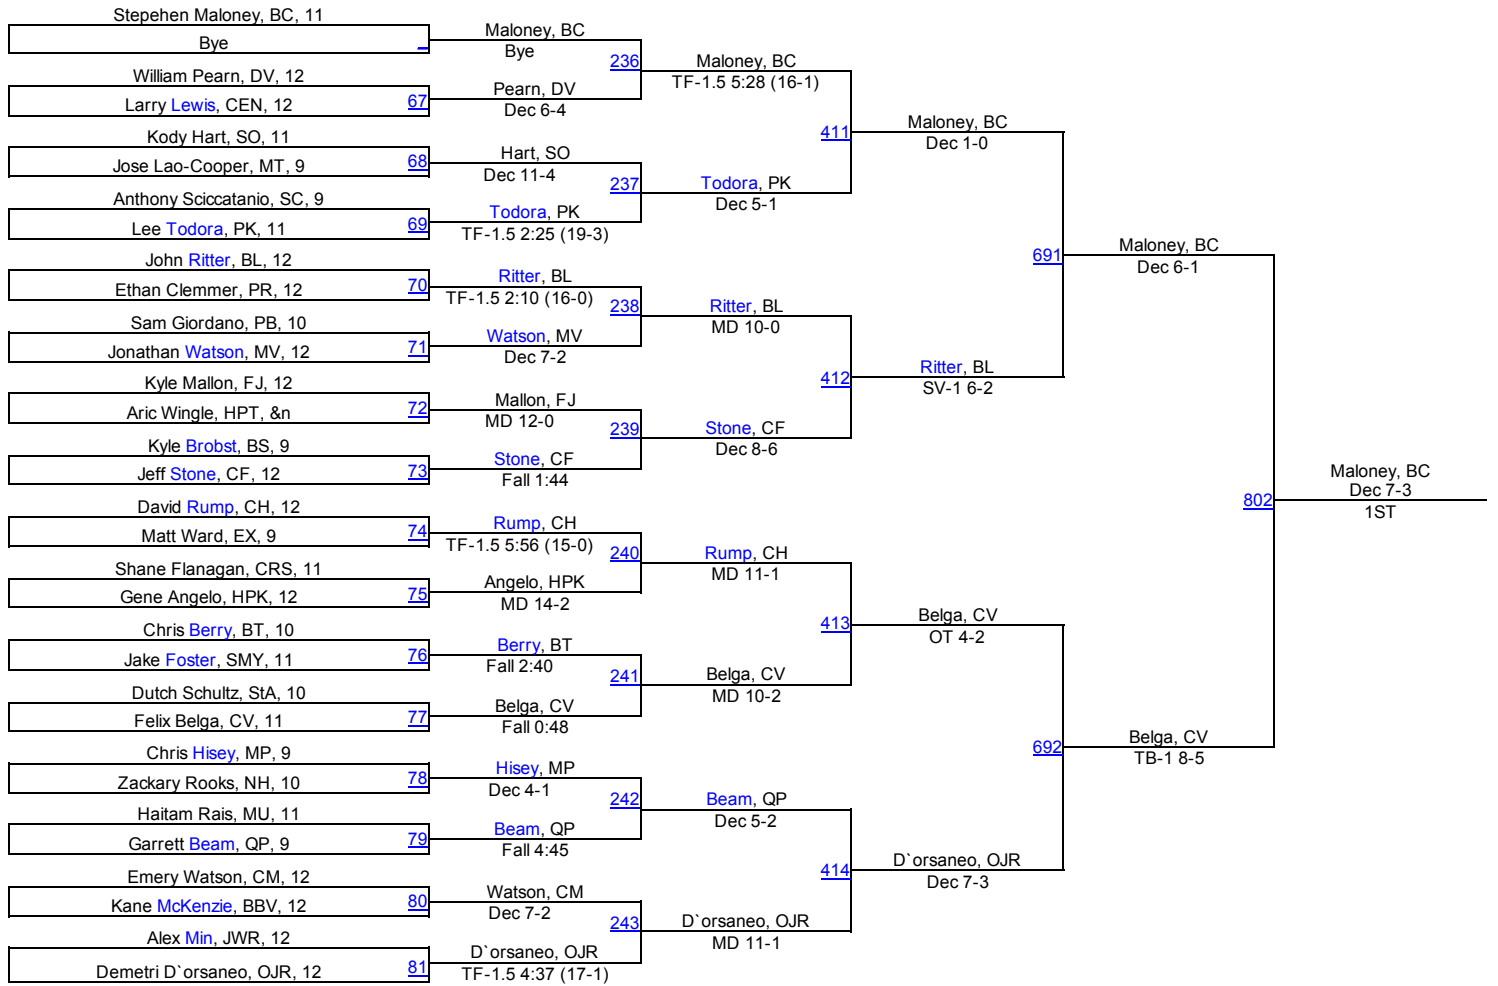 Stepehen Maloney, BC, 11
Bye
William Pearn, DV, 12
Larry Lewis, CEN, 12
67
Kody Hart, SO, 11
Jose Lao-Cooper, MT, 9
68
Anthony Sciccatanio, SC, 9
Lee Todora, PK, 11
69
John Ritter, BL, 12
Ethan Clemmer, PR, 12
70
Sam Giordano, PB, 10
Jonathan Watson, MV, 12
71
Kyle Mallon, FJ, 12
Aric Wingle, HPT, &n
72
Kyle Brobst, BS, 9
Jeff Stone, CF, 12
73
David Rump, CH, 12
Matt Ward, EX, 9
74
Shane Flanagan, CRS, 11
Gene Angelo, HPK, 12
75
Chris Berry, BT, 10
Jake Foster, SMY, 11
76
Dutch Schultz, StA, 10
Felix Belga, CV, 11
77
Chris Hisey, MP, 9
Zackary Rooks, NH, 10
78
Haitam Rais, MU, 11
Garrett Beam, QP, 9
79
Emery Watson, CM, 12
Kane McKenzie, BBV, 12
80
Alex Min, JWR, 12
Demetri D`orsaneo, OJR, 12
81
Maloney, BC
Bye
236
Pearn, DV
Dec 6-4
Hart, SO
Dec 11-4
237
Todora, PK
TF-1.5 2:25 (19-3)
Ritter, BL
TF-1.5 2:10 (16-0)
238
Watson, MV
Dec 7-2
Mallon, FJ
MD 12-0
239
Stone, CF
Fall 1:44
Rump, CH
TF-1.5 5:56 (15-0)
240
Angelo, HPK
MD 14-2
Berry, BT
Fall 2:40
241
Belga, CV
Fall 0:48
Hisey, MP
Dec 4-1
242
Beam, QP
Fall 4:45
Watson, CM
Dec 7-2
243
D`orsaneo, OJR
TF-1.5 4:37 (17-1)
Maloney, BC
TF-1.5 5:28 (16-1)
411
Todora, PK
Dec 5-1
Ritter, BL
MD 10-0
412
Stone, CF
Dec 8-6
Rump, CH
MD 11-1
413
Belga, CV
MD 10-2
Beam, QP
Dec 5-2
414
D`orsaneo, OJR
MD 11-1
Maloney, BC
Dec 1-0
691
Ritter, BL
SV-1 6-2
Belga, CV
OT 4-2
692
D`orsaneo, OJR
Dec 7-3
Maloney, BC
Dec 6-1
802
Belga, CV
TB-1 8-5
Maloney, BC
Dec 7-3
1ST